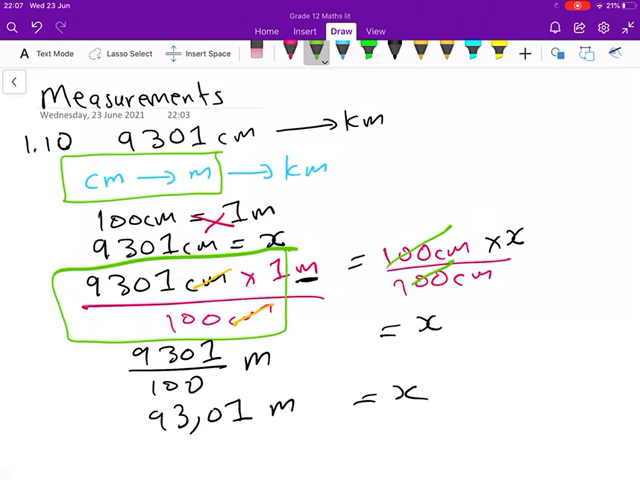 22:07 Wed 23 Jun
21%
Grade 12 Maths lit
Home Insert Draw View
A Text Mode Lasso Select Insert Space
Measurements
Wednesday, 23 June 2021 22:03
1.10 9301 cm → km
cm → m → km
100cm = 1m
9301cm = x
9301 cm × 1 m = 100cm × x
100cm 100cm
= x
9301 m
100
93,01 m = x